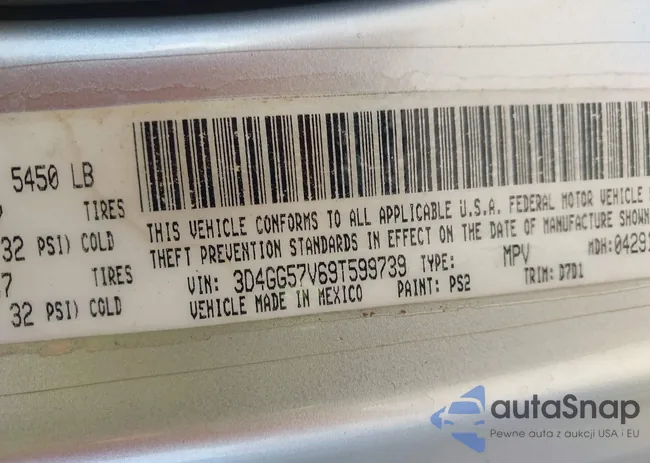 5450 LB
TIRES
32 PSI) COLD
7 TIRES
32 PSI) COLD
THIS VEHICLE CONFORMS TO ALL APPLICABLE U.S.A. FEDERAL MOTOR VEHICLE
THEFT PREVENTION STANDARDS IN EFFECT ON THE DATE OF MANUFACTURE SHOWN
VIN: 3D4GG57V69T599739 TYPE: MPV MDH: 04291
VEHICLE MADE IN MEXICO PAINT: PS2 TRIM: D7D1
autaSnap
Pewne auta z aukcji USA i EU